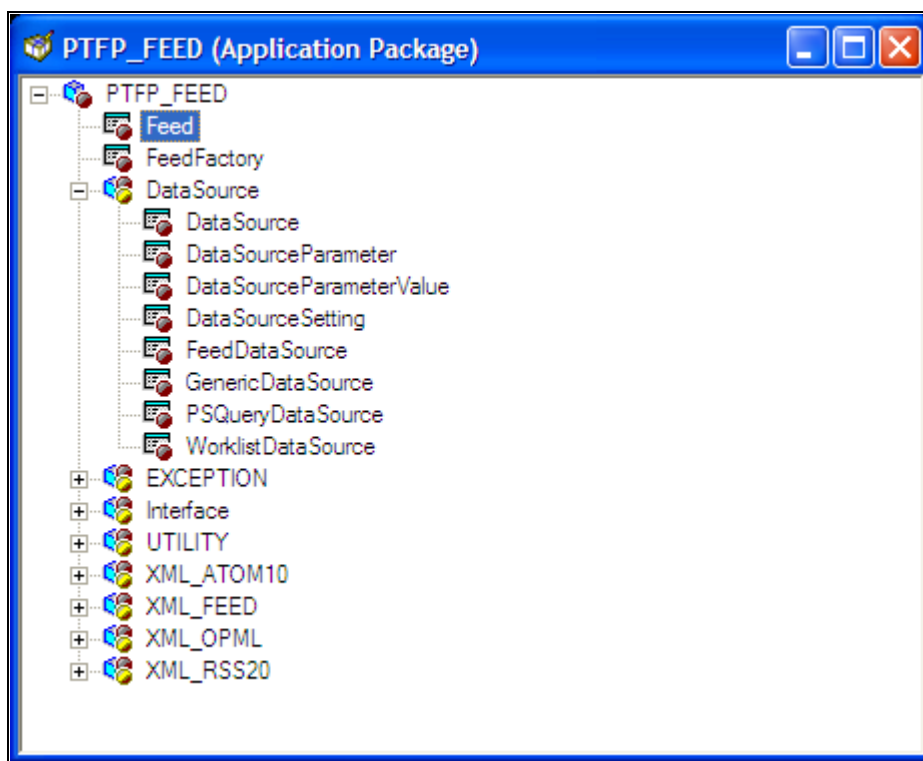 PTFP_FEED (Application Package)
PTFP_FEED
Feed
FeedFactory
DataSource
DataSource
DataSourceParameter
DataSourceParameterValue
DataSourceSetting
FeedDataSource
GenericDataSource
PSQueryDataSource
WorklistDataSource
EXCEPTION
Interface
UTILITY
XML_ATOM10
XML_FEED
XML_OPML
XML_RSS20